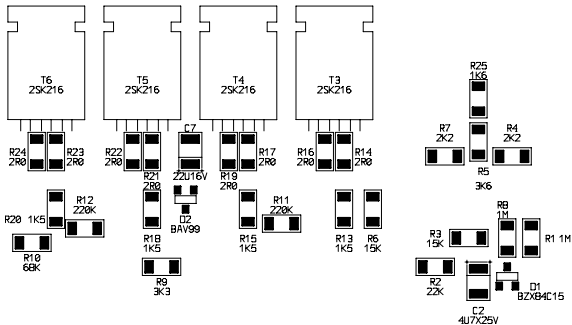 T6
2SK216
T5
2SK216
T4
2SK216
T3
2SK216
R25
1K6
C7
R7
2K2
R4
2K2
R24
2R0
R23
2R0
R22
2R0
R21
2R0
22U16V
R19
2R0
R17
2R0
R16
2R0
R14
2R0
R5
3K6
R20 1K5
R12
220K
R10
68K
R18
1K5
D2
BAV99
R9
3K3
R11
220K
R15
1K5
R13
1K5
R6
15K
R8
1M
R1 1M
R3
15K
R2
22K
C2
4U7X25V
D1
BZX84C15